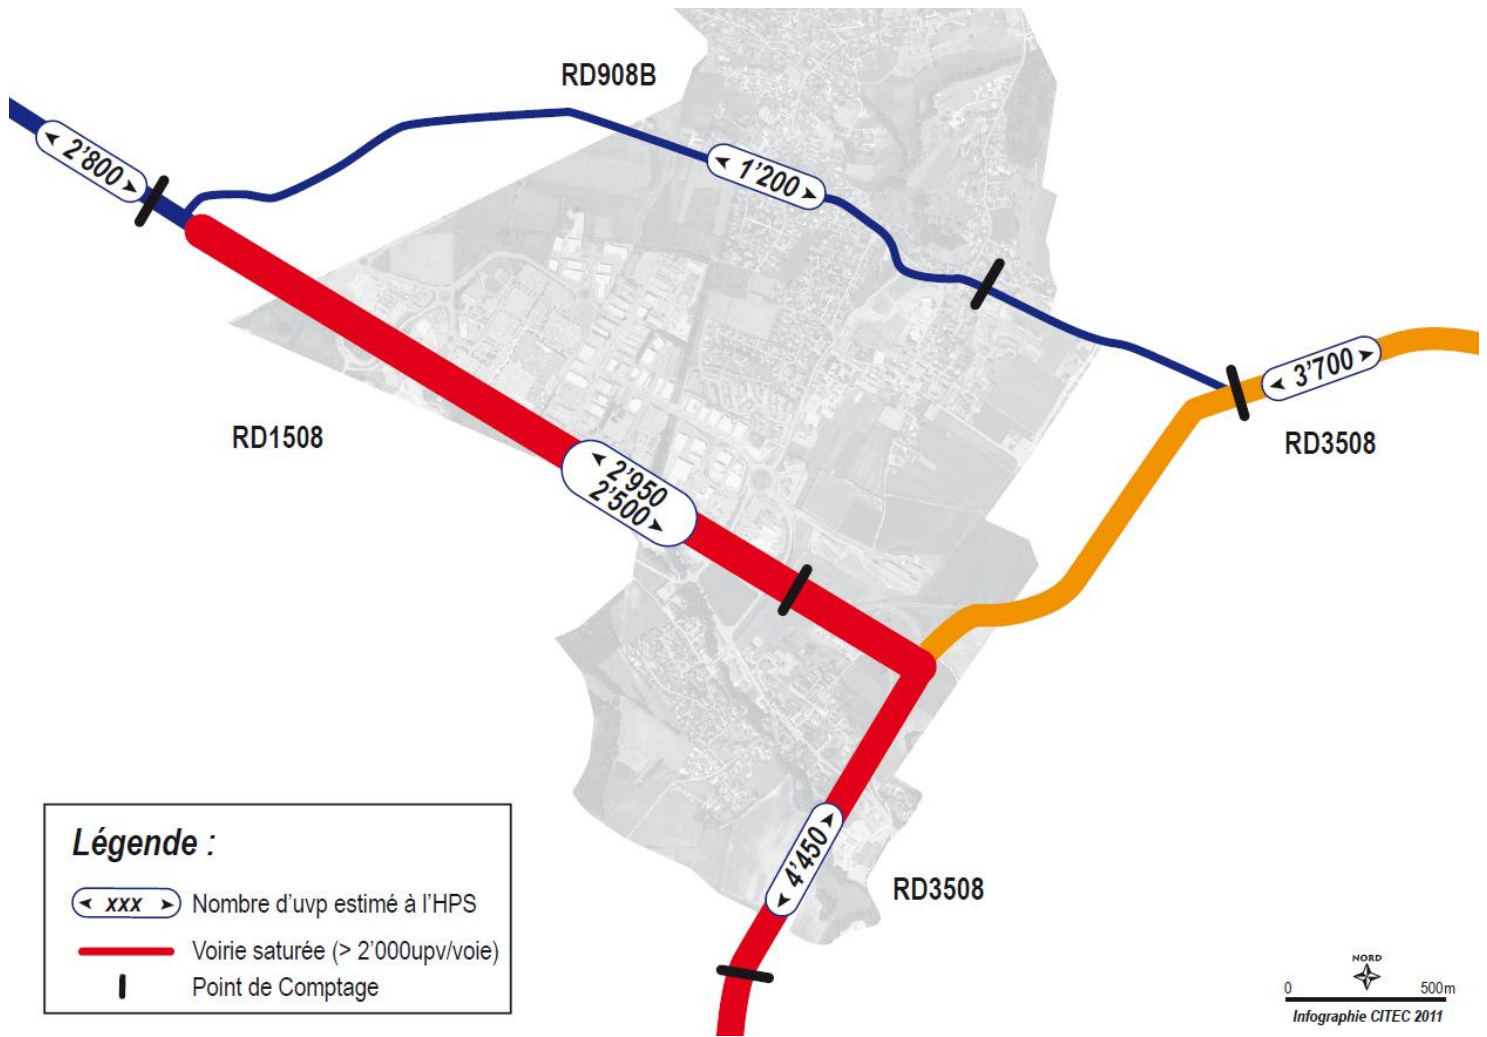 RD908B
2'800
1'200
3'700
RD1508
RD3508
2'950
2'500
4'450
RD3508
Légende :
xxx Nombre d'uvp estimé à l'HPS
Voirie saturée (> 2'000upv/voie)
Point de Comptage
NORD
0 500m
Infographie CITEC 2011